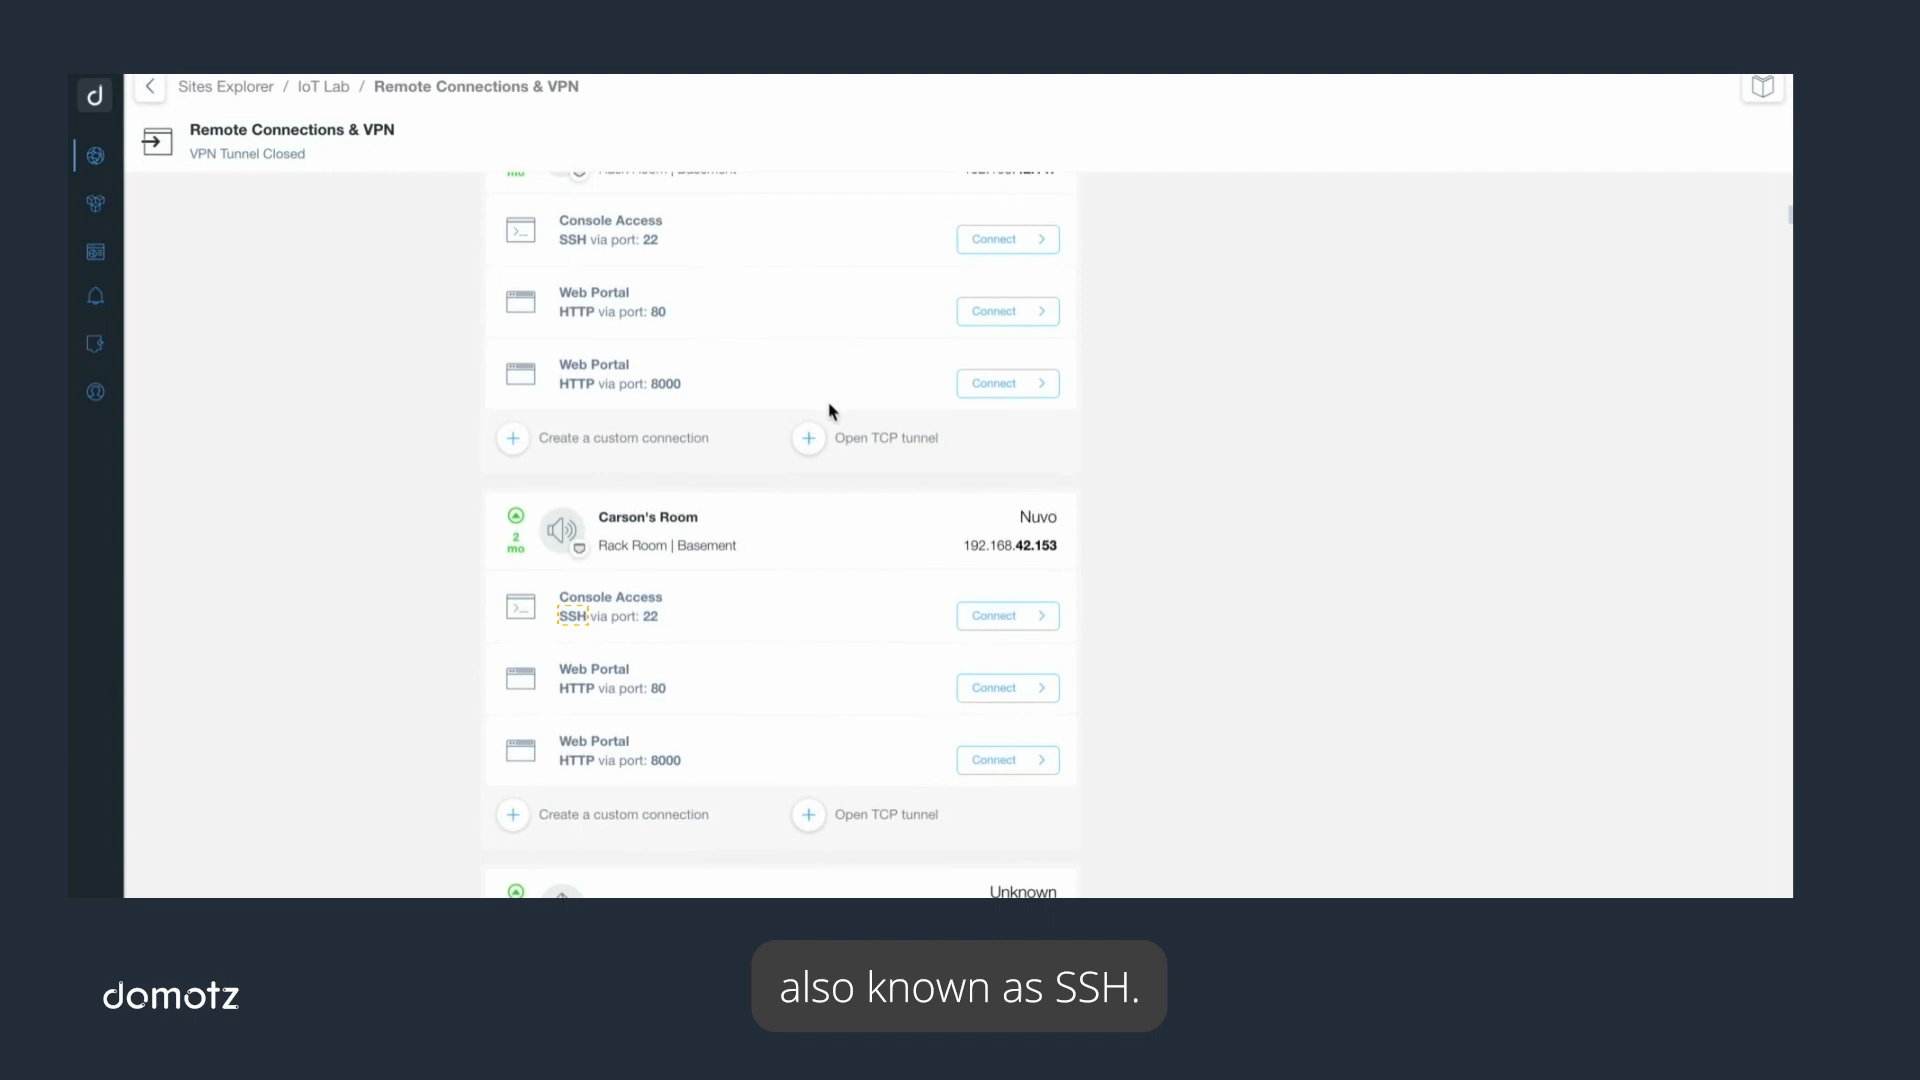 Sites Explorer / IoT Lab / Remote Connections & VPN
Remote Connections & VPN
VPN Tunnel Closed
mo
Console Access
SSH via port: 22
Connect
Web Portal
HTTP via port: 80
Connect
Web Portal
HTTP via port: 8000
Connect
Create a custom connection
Open TCP tunnel
2
mo
Carson's Room
Nuvo
Rack Room | Basement
192.168.42.153
Console Access
SSH via port: 22
Connect
Web Portal
HTTP via port: 80
Connect
Web Portal
HTTP via port: 8000
Connect
Create a custom connection
Open TCP tunnel
Unknown
domotz
also known as SSH.